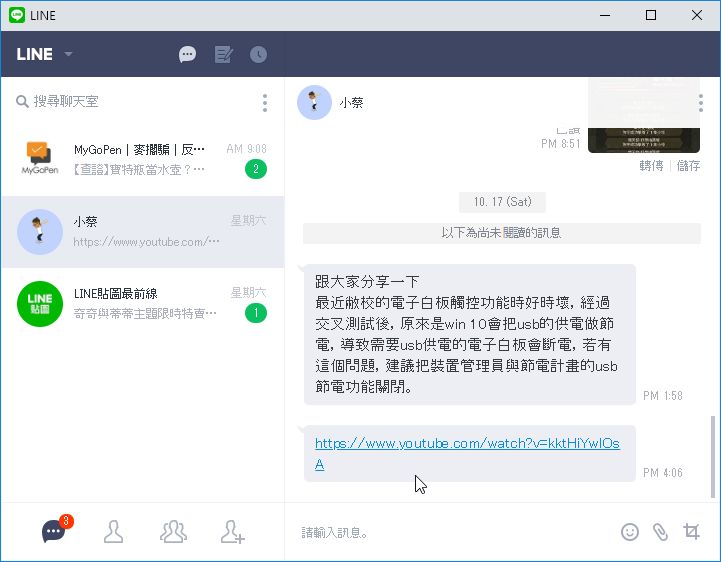 LINE
LINE
搜尋聊天室
MyGoPen|麥擱騙|反…
AM 9:08
【查證】寶特瓶當水壺？…
2
MyGoPen
小蔡
星期六
https://www.youtube.com/…
LINE貼圖最前線
星期六
奇奇與蒂蒂主題限時特賣…
1
LINE
貼圖
3
小蔡
已讀
PM 8:51
轉傳｜儲存
10. 17 (Sat)
以下為尚未閱讀的訊息
跟大家分享一下
最近敝校的電子白板觸控功能時好時壞, 經過
交叉測試後, 原來是win 10會把usb的供電做節
電, 導致需要usb供電的電子白板會斷電, 若有
這個問題, 建議把裝置管理員與節電計畫的usb
節電功能關閉。
PM 1:58
https://www.youtube.com/watch?v=kktHiYwlOs
A
PM 4:06
請輸入訊息。